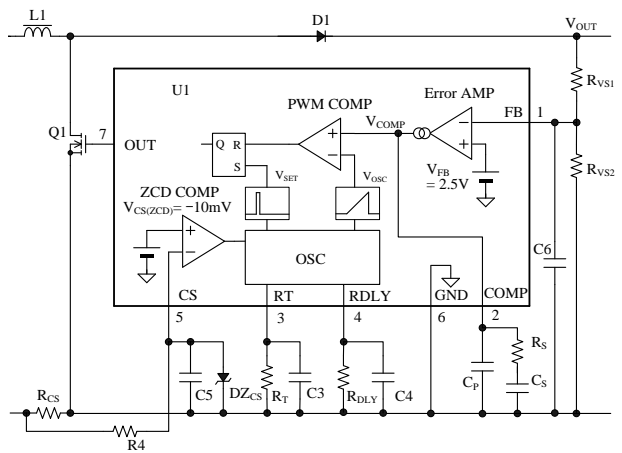 L1
D1
VOUT
U1
RVS1
Error AMP
PWM COMP
VCOMP
FB
1
Q1
7
OUT
Q
R
S
+
−
−
+
VFB
= 2.5V
RVS2
VSET
VOSC
ZCD COMP
VCS(ZCD)= −10mV
+
−
OSC
C6
CS
RT
RDLY
GND
COMP
5
3
4
6
2
RS
C5
DZCS
RT
C3
RDLY
C4
CP
CS
RCS
R4